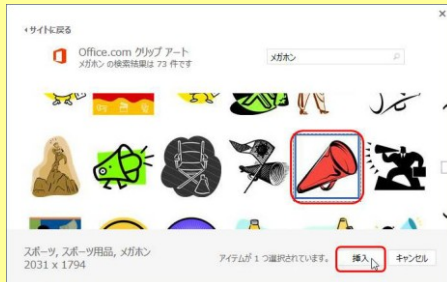 サイトに戻る
Office.com クリップ アート
メガホン の検索結果は 73 件です
メガホン
スポーツ, スポーツ用品, メガホン
2031 x 1794
アイテムが 1 つ選択されています。
挿入
キャンセル